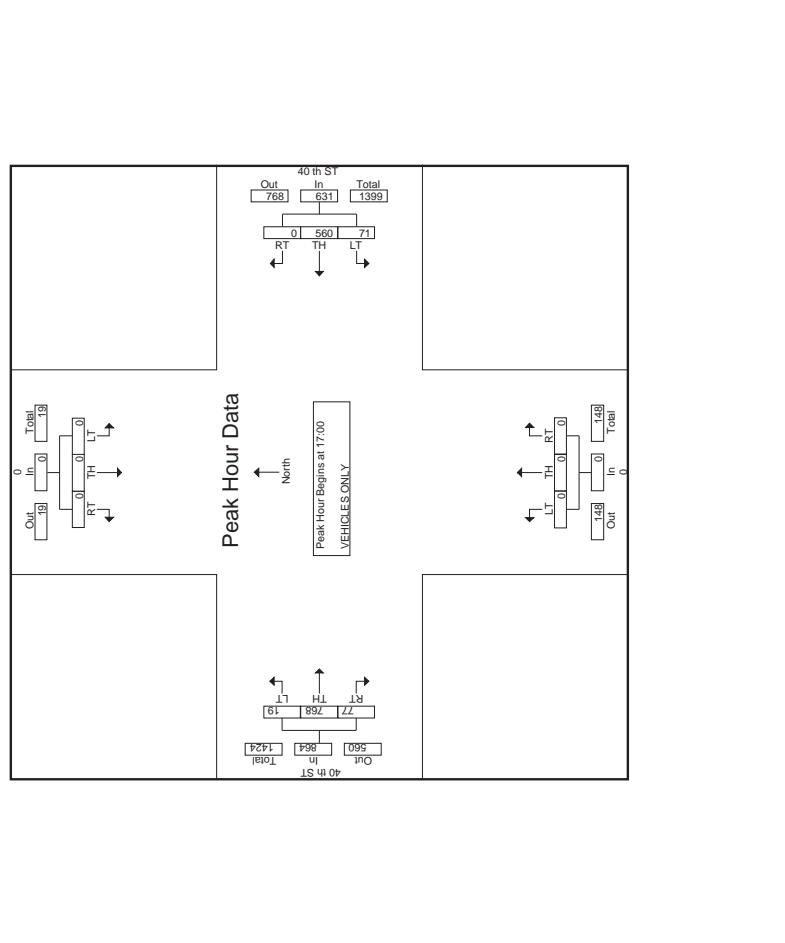 40 th ST
Out In Total
768 631 1399
0 560 71
RT TH LT
Total
19
In
0
0
Out
19
LT
0
TH
0
RT
0
Peak Hour Data
North
Peak Hour Begins at 17:00
VEHICLES ONLY
RT
0
TH
0
LT
0
Total
148
In
0
0
Out
148
LT TH RT
19 768 77
1424 864 560
Total In Out
40 th ST